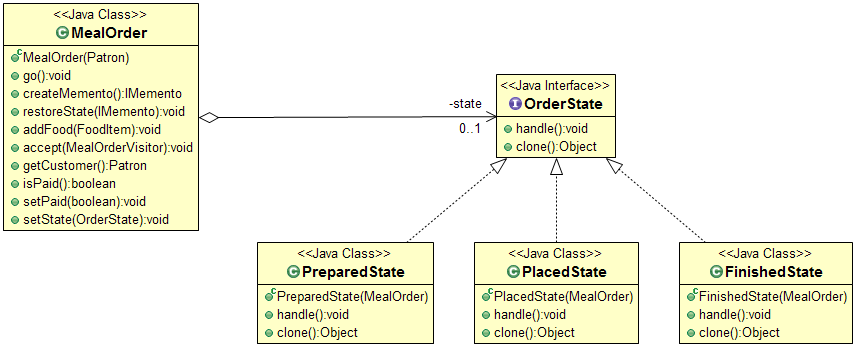 <<Java Class>>
MealOrder
MealOrder(Patron)
go():void
createMemento():IMemento
restoreState(IMemento):void
addFood(FoodItem):void
accept(MealOrderVisitor):void
getCustomer():Patron
isPaid():boolean
setPaid(boolean):void
setState(OrderState):void
-state
0..1
<<Java Interface>>
OrderState
handle():void
clone():Object
<<Java Class>>
PreparedState
PreparedState(MealOrder)
handle():void
clone():Object
<<Java Class>>
PlacedState
PlacedState(MealOrder)
handle():void
clone():Object
<<Java Class>>
FinishedState
FinishedState(MealOrder)
handle():void
clone():Object